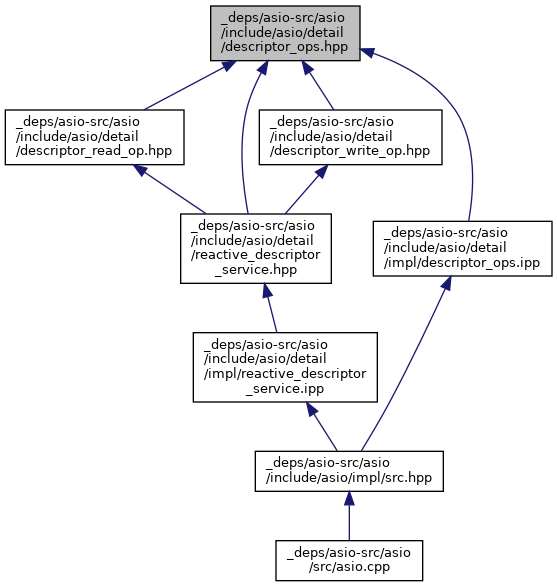 _deps/asio-src/asio
/include/asio/detail
/descriptor_ops.hpp
_deps/asio-src/asio
/include/asio/detail
/descriptor_read_op.hpp
_deps/asio-src/asio
/include/asio/detail
/descriptor_write_op.hpp
_deps/asio-src/asio
/include/asio/detail
/reactive_descriptor
_service.hpp
_deps/asio-src/asio
/include/asio/detail
/impl/descriptor_ops.ipp
_deps/asio-src/asio
/include/asio/detail
/impl/reactive_descriptor
_service.ipp
_deps/asio-src/asio
/include/asio/impl/src.hpp
_deps/asio-src/asio
/src/asio.cpp